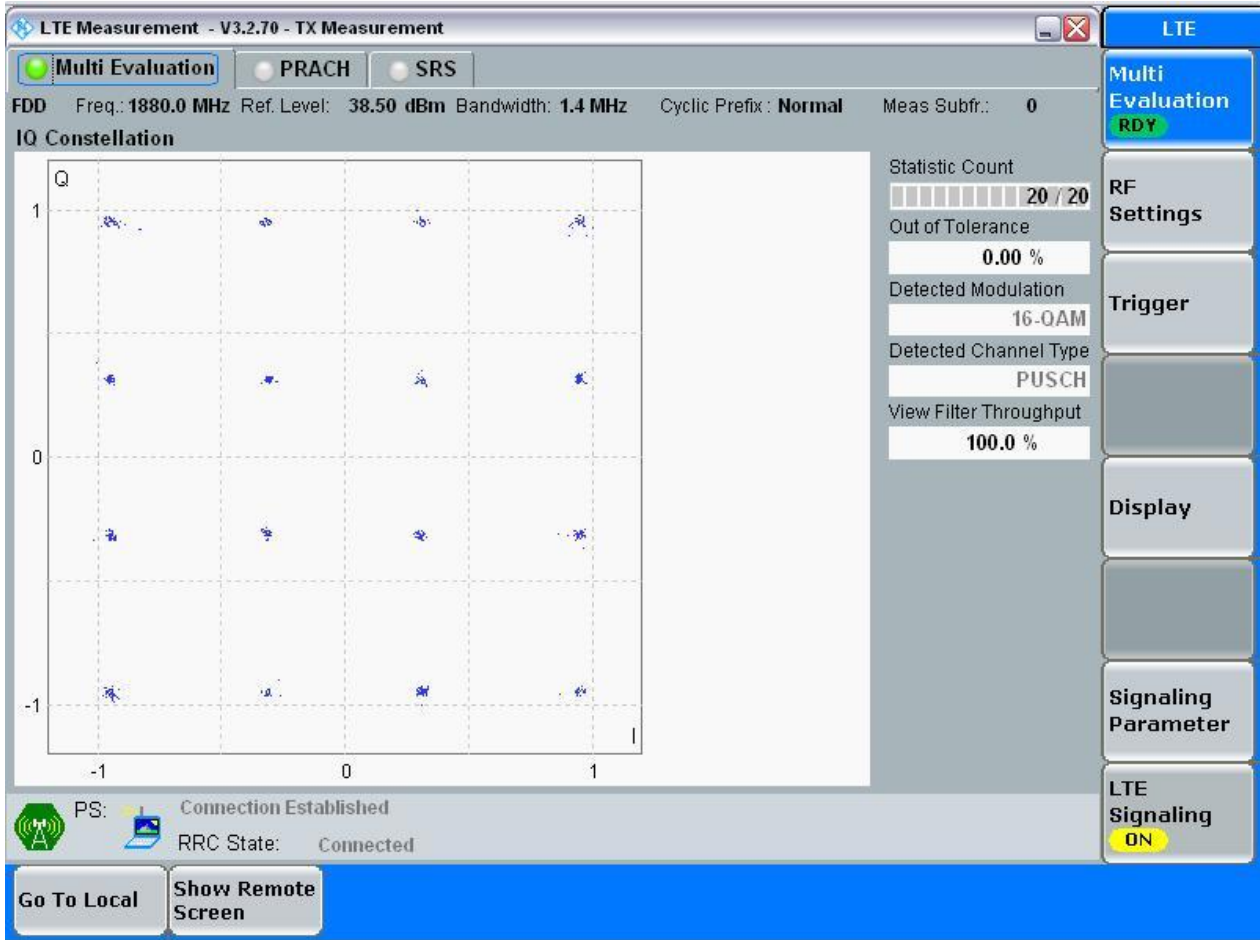 LTE Measurement - V3.2.70 - TX Measurement
LTE
Multi Evaluation PRACH SRS
Multi
Evaluation
RDY
FDD Freq.: 1880.0 MHz Ref. Level: 38.50 dBm Bandwidth: 1.4 MHz Cyclic Prefix : Normal Meas Subfr.: 0
IQ Constellation
Q
1
0
-1
I
-1 0 1
Statistic Count
20 / 20
Out of Tolerance
0.00 %
Detected Modulation
16-QAM
Detected Channel Type
PUSCH
View Filter Throughput
100.0 %
RF
Settings
Trigger
Display
Signaling
Parameter
LTE
Signaling
ON
PS: Connection Established
RRC State: Connected
Go To Local
Show Remote
Screen